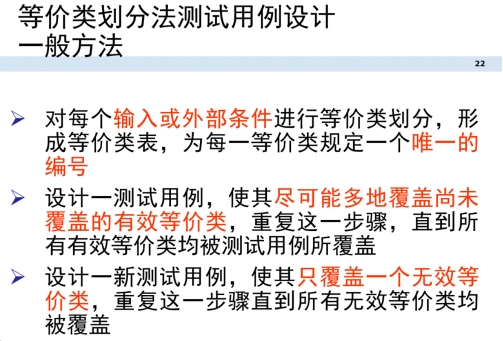 等价类划分法测试用例设计
一般方法
22
对每个输入或外部条件进行等价类划分，形
成等价类表，为每一等价类规定一个唯一的
编号
设计一测试用例，使其尽可能多地覆盖尚未
覆盖的有效等价类，重复这一步骤，直到所
有有效等价类均被测试用例所覆盖
设计一新测试用例，使其只覆盖一个无效等
价类，重复这一步骤直到所有无效等价类均
被覆盖